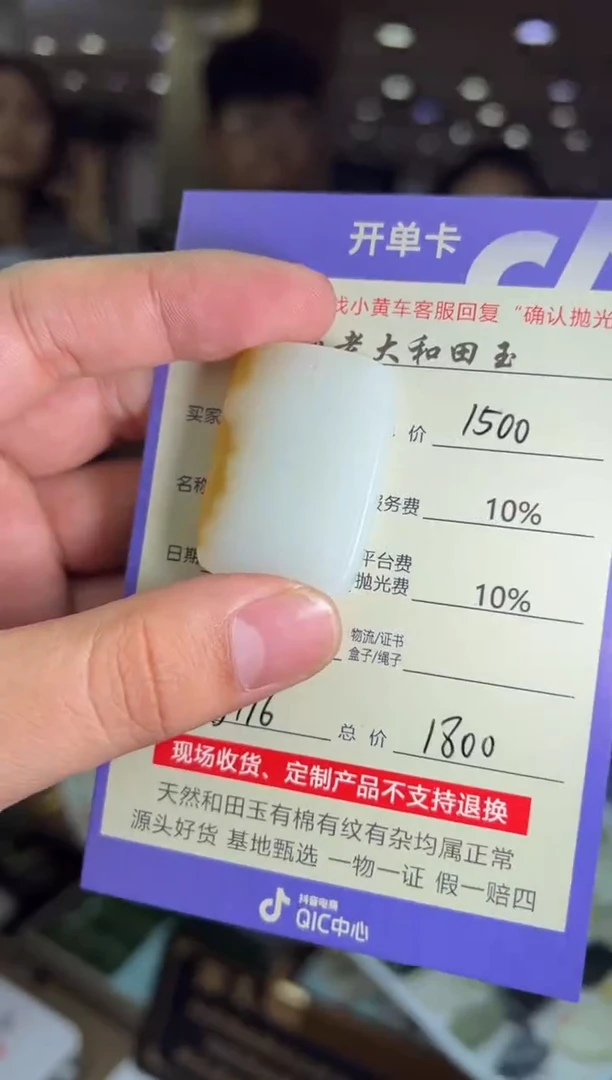 开单卡
找小黄车客服回复“确认抛光
老大和田玉
买家
价 1500
名称
服务费 10%
日期
平台费
抛光费 10%
物流/证书
盒子/绳子
116
总价 1800
现场收货、定制产品不支持退换
天然和田玉有棉有纹有杂均属正常
源头好货 基地甄选 一物一证 假一赔四
抖音电商
QIC中心